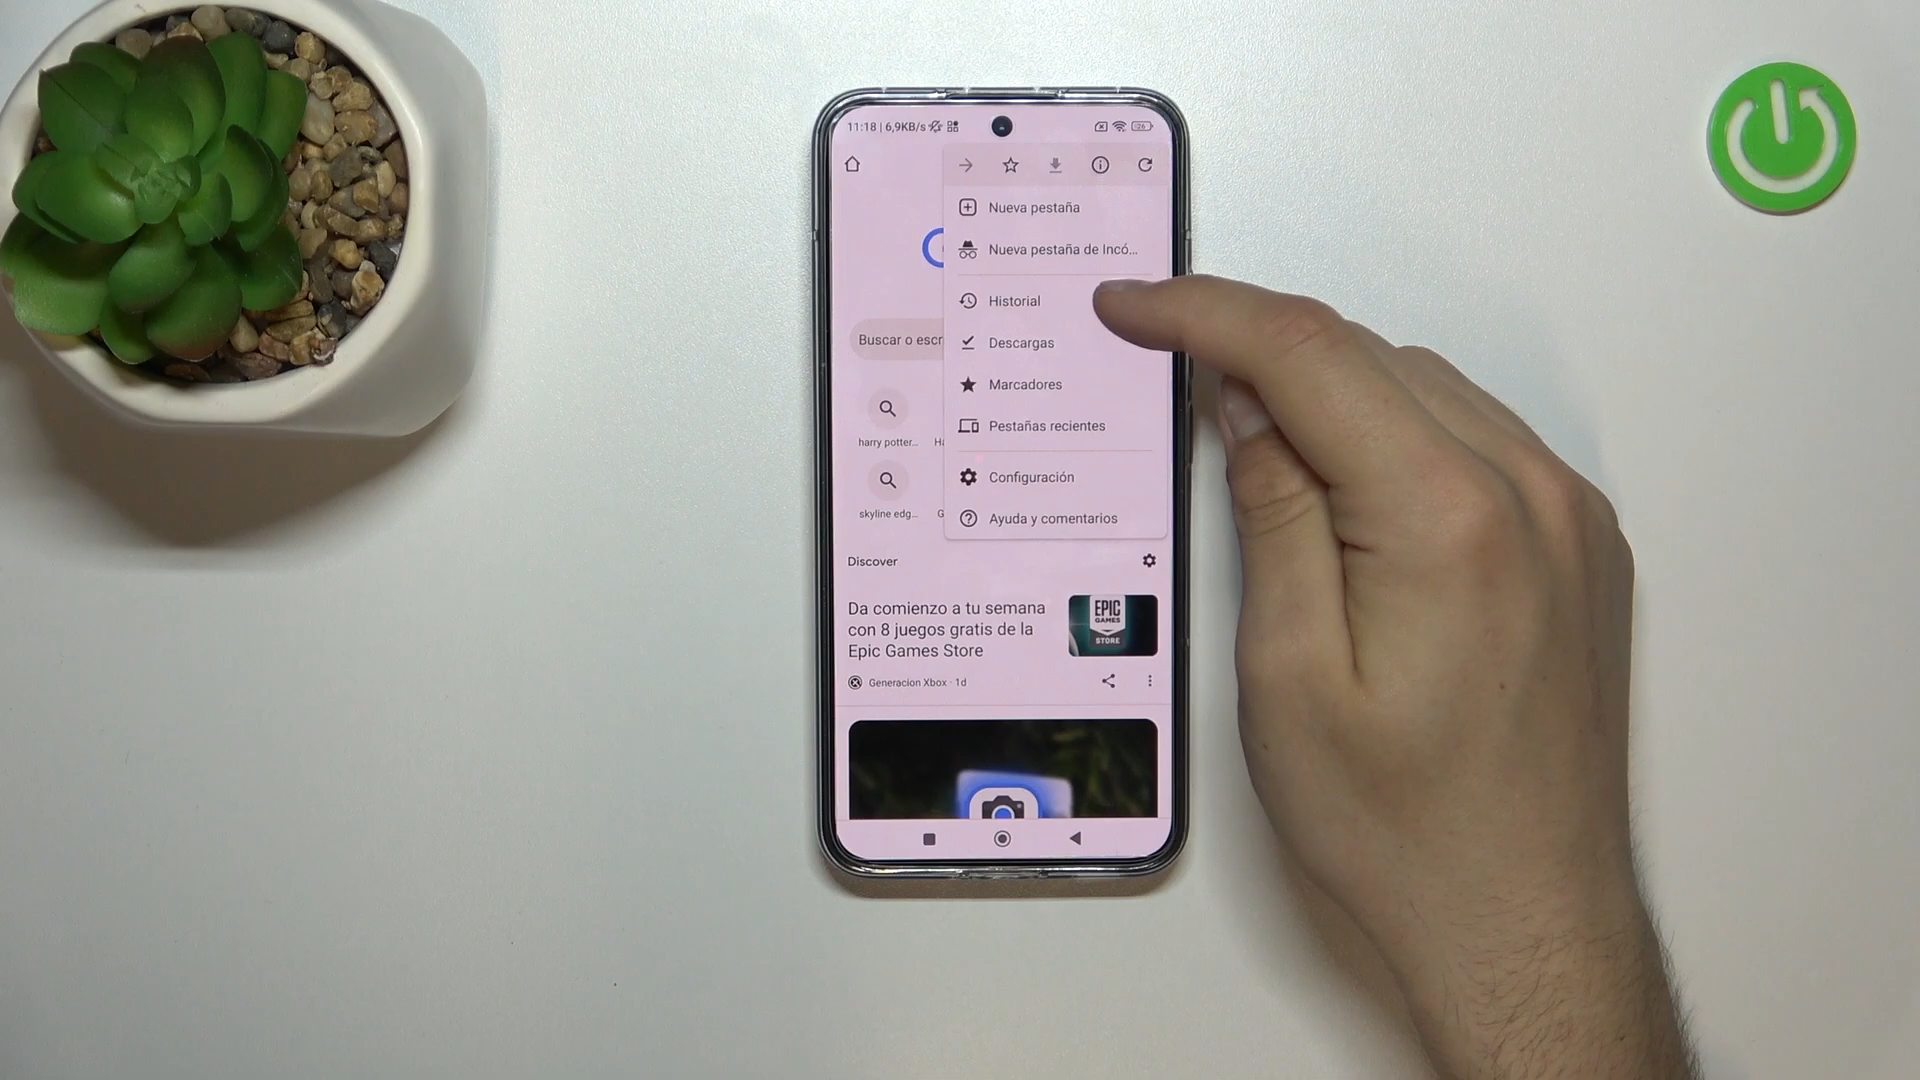 11:18 | 6,9KB/s
26
Nueva pestaña
Nueva pestaña de Incó...
Historial
Buscar o escr
Descargas
Marcadores
Pestañas recientes
harry potter...
Ha
Configuración
skyline edg...
G
Ayuda y comentarios
Discover
Da comienzo a tu semana
con 8 juegos gratis de la
Epic Games Store
EPIC
GAMES
STORE
Generacion Xbox · 1d